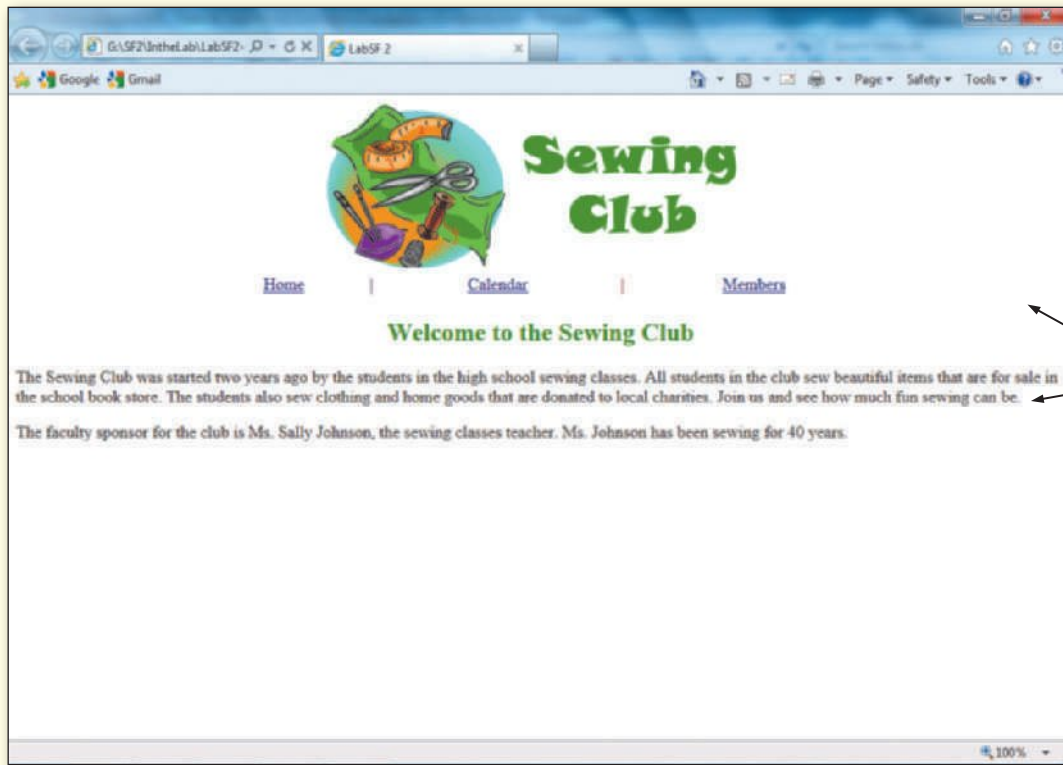 G:\SF2\IntheLab\LabSF2-
LabSF 2
Google Gmail
Page Safety Tools
Sewing
Club
Home | Calendar | Members
Welcome to the Sewing Club
The Sewing Club was started two years ago by the students in the high school sewing classes. All students in the club sew beautiful items that are for sale in
the school book store. The students also sew clothing and home goods that are donated to local charities. Join us and see how much fun sewing can be.
The faculty sponsor for the club is Ms. Sally Johnson, the sewing classes teacher. Ms. Johnson has been sewing for 40 years.
100%